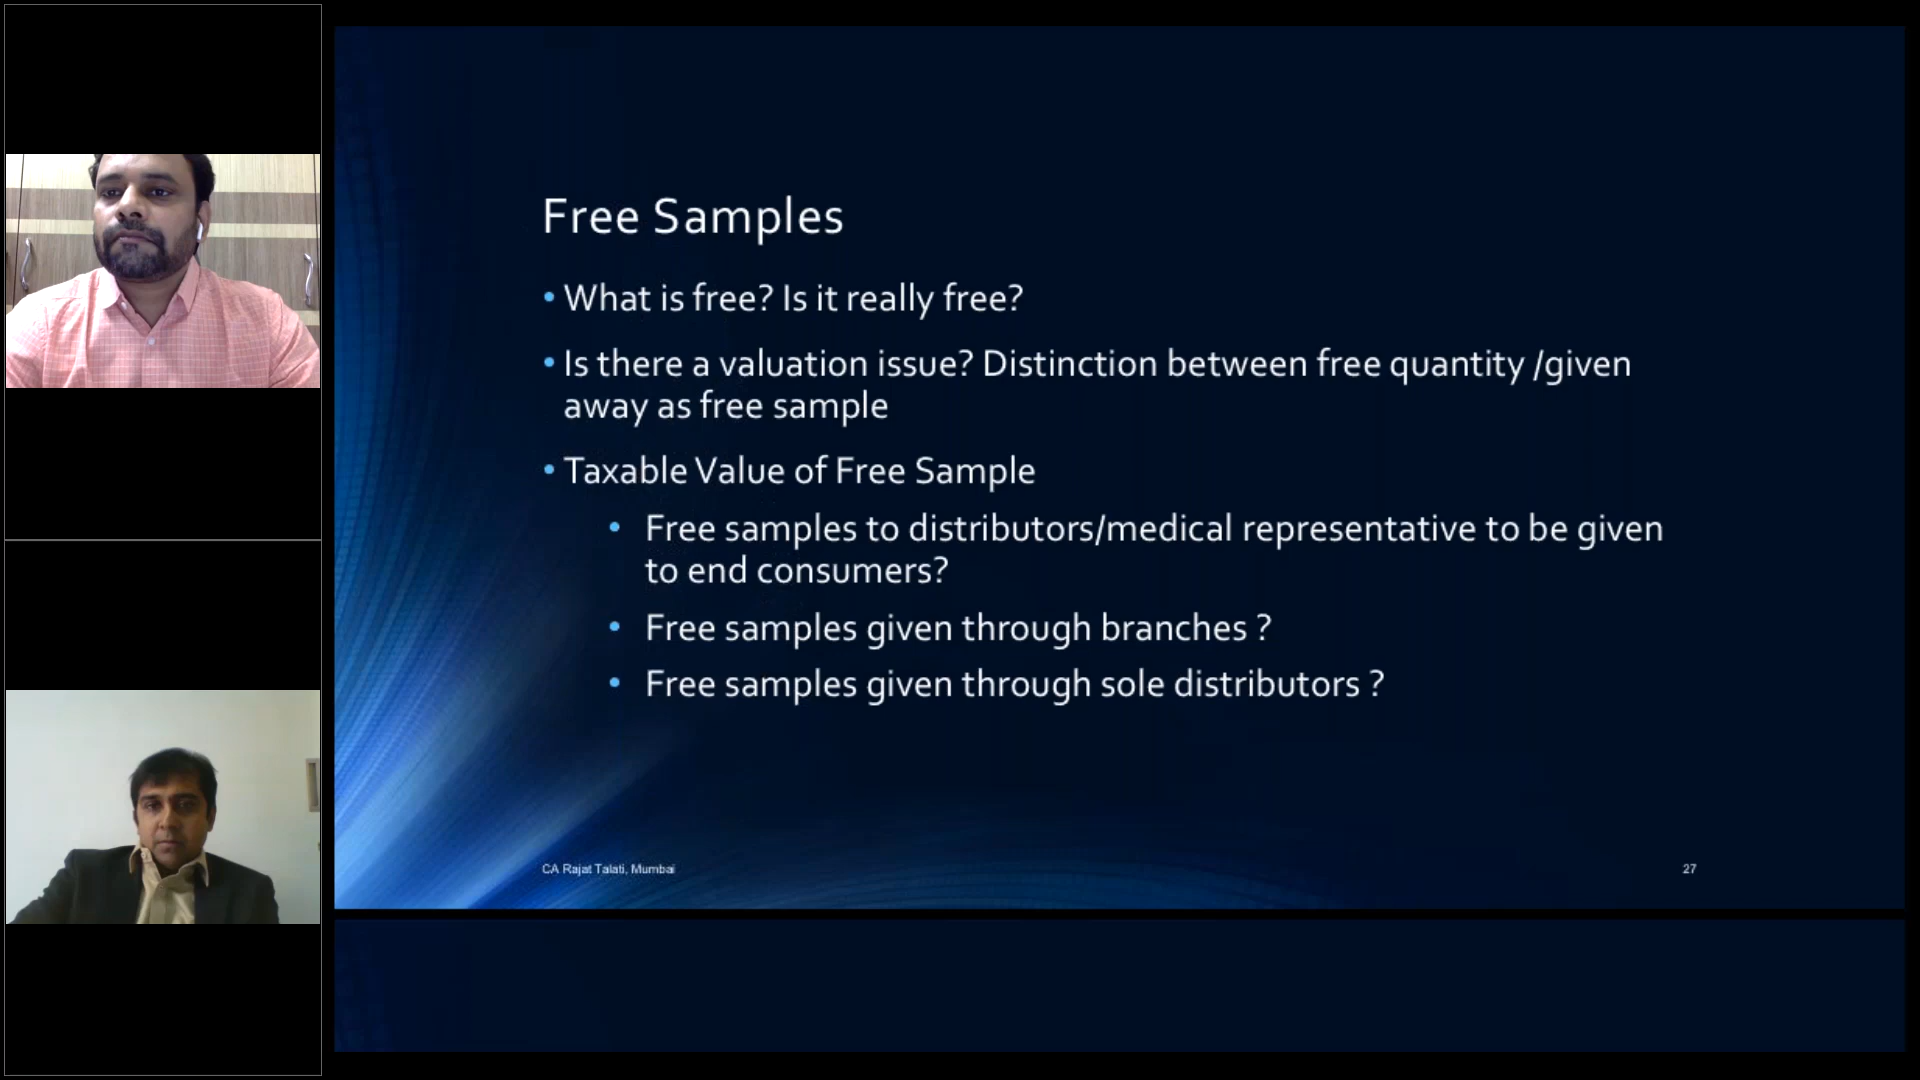 Free Samples
• What is free? Is it really free?
• Is there a valuation issue? Distinction between free quantity /given
away as free sample
• Taxable Value of Free Sample
• Free samples to distributors/medical representative to be given
to end consumers?
• Free samples given through branches ?
• Free samples given through sole distributors ?
CA Rajat Talati, Mumbai
27